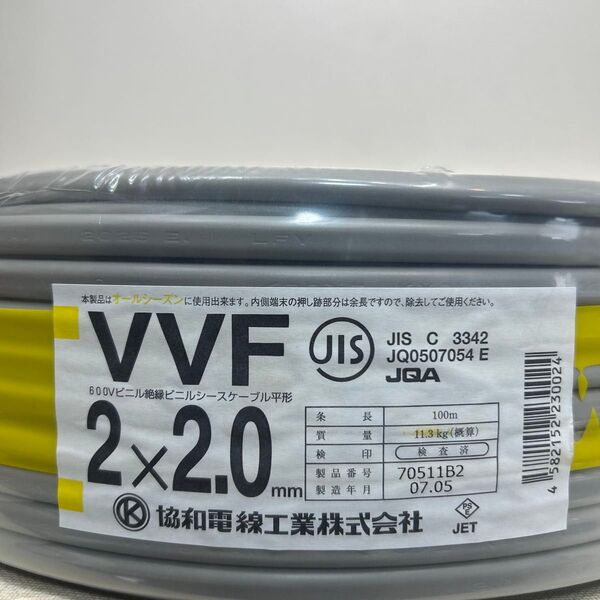 本製品はオールシーズンに使用出来ます。内側端末の押し跡部分は余長ですので、除去してご使用ください。
VVF
600Vビニル絶縁ビニルシースケーブル平形
2×2.0mm
JIS
JIS C 3342
JQ0507054 E
JQA
条長 100m
質量 11.3kg(概算)
検印 検査済
製品番号 70511B2
製造年月 07.05
K 協和電線工業株式会社
PS E
JET
4582152230024